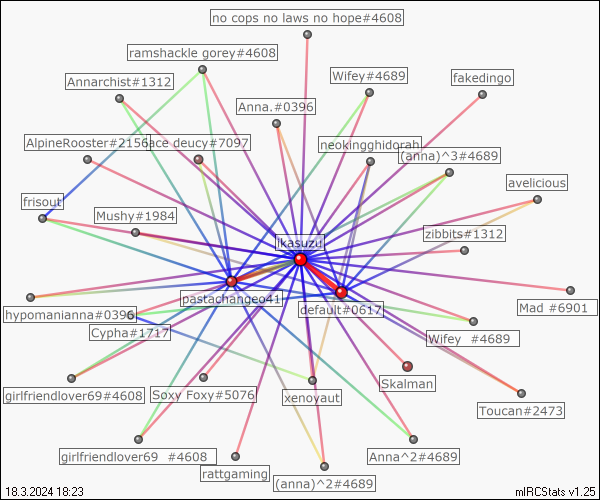 no cops no laws no hope#4608
ramshackle gorey#4608
Annarchist#1312
Wifey#4689
fakedingo
Anna.#0396
AlpineRooster#2156
ace deucy#7097
neokingghidorah
(anna)^3#4689
avelicious
frisout
Mushy#1984
zibbits#1312
ikasuzu
pastachangeo41
default#0617
hypomanianna#0396
Mad #6901
Cypha#1717
Wifey  #4689
Skalman
girlfriendlover69#4608
Soxy Foxy#5076
xenoyaut
Toucan#2473
girlfriendlover69  #4608
rattgaming
(anna)^2#4689
Anna^2#4689
18.3.2024 18:23
mIRCStats v1.25